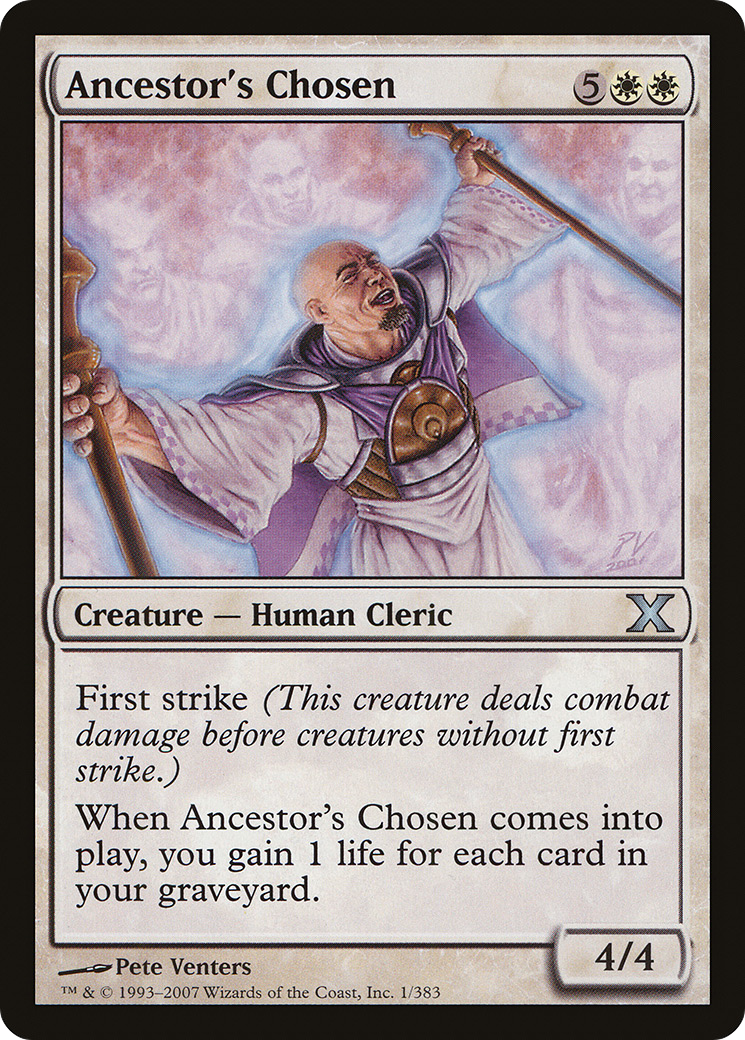 Ancestor's Chosen 5
Creature — Human Cleric X
First strike (This creature deals combat
damage before creatures without first
strike.)
When Ancestor's Chosen comes into
play, you gain 1 life for each card in
your graveyard.
4/4
Pete Venters
™ & © 1993–2007 Wizards of the Coast, Inc. 1/383